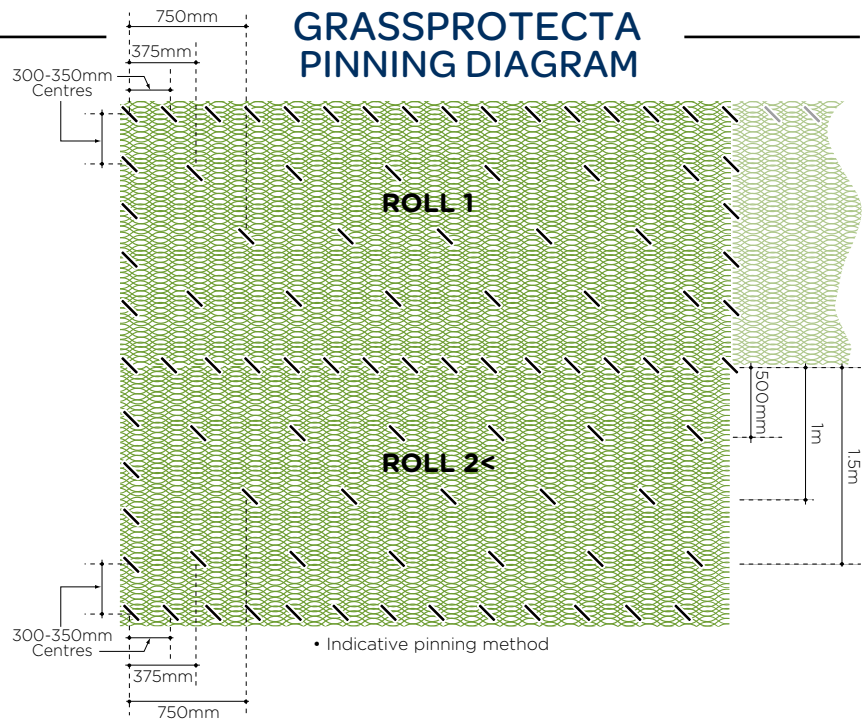 GRASSPROTECTA
PINNING DIAGRAM
750mm
375mm
300-350mm
Centres
ROLL 1
500mm
1m
1.5m
ROLL 2<
300-350mm
Centres
• Indicative pinning method
375mm
750mm